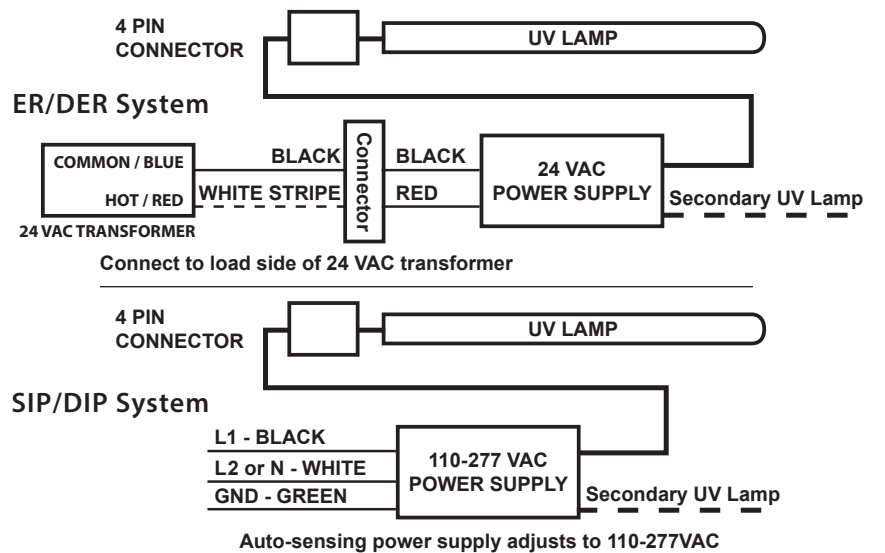 4 PIN
CONNECTOR
UV LAMP
ER/DER System
COMMON / BLUE
HOT / RED
24 VAC TRANSFORMER
BLACK
WHITE STRIPE
Connector
BLACK
RED
24 VAC
POWER SUPPLY
Secondary UV Lamp
Connect to load side of 24 VAC transformer
4 PIN
CONNECTOR
UV LAMP
SIP/DIP System
L1 - BLACK
L2 or N - WHITE
GND - GREEN
110-277 VAC
POWER SUPPLY
Secondary UV Lamp
Auto-sensing power supply adjusts to 110-277VAC